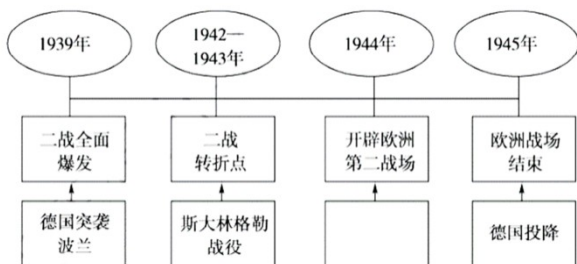 1939年
1942—
1943年
1944年
1945年
二战全面
爆发
二战
转折点
开辟欧洲
第二战场
欧洲战场
结束
德国突袭
波兰
斯大林格勒
战役
德国投降